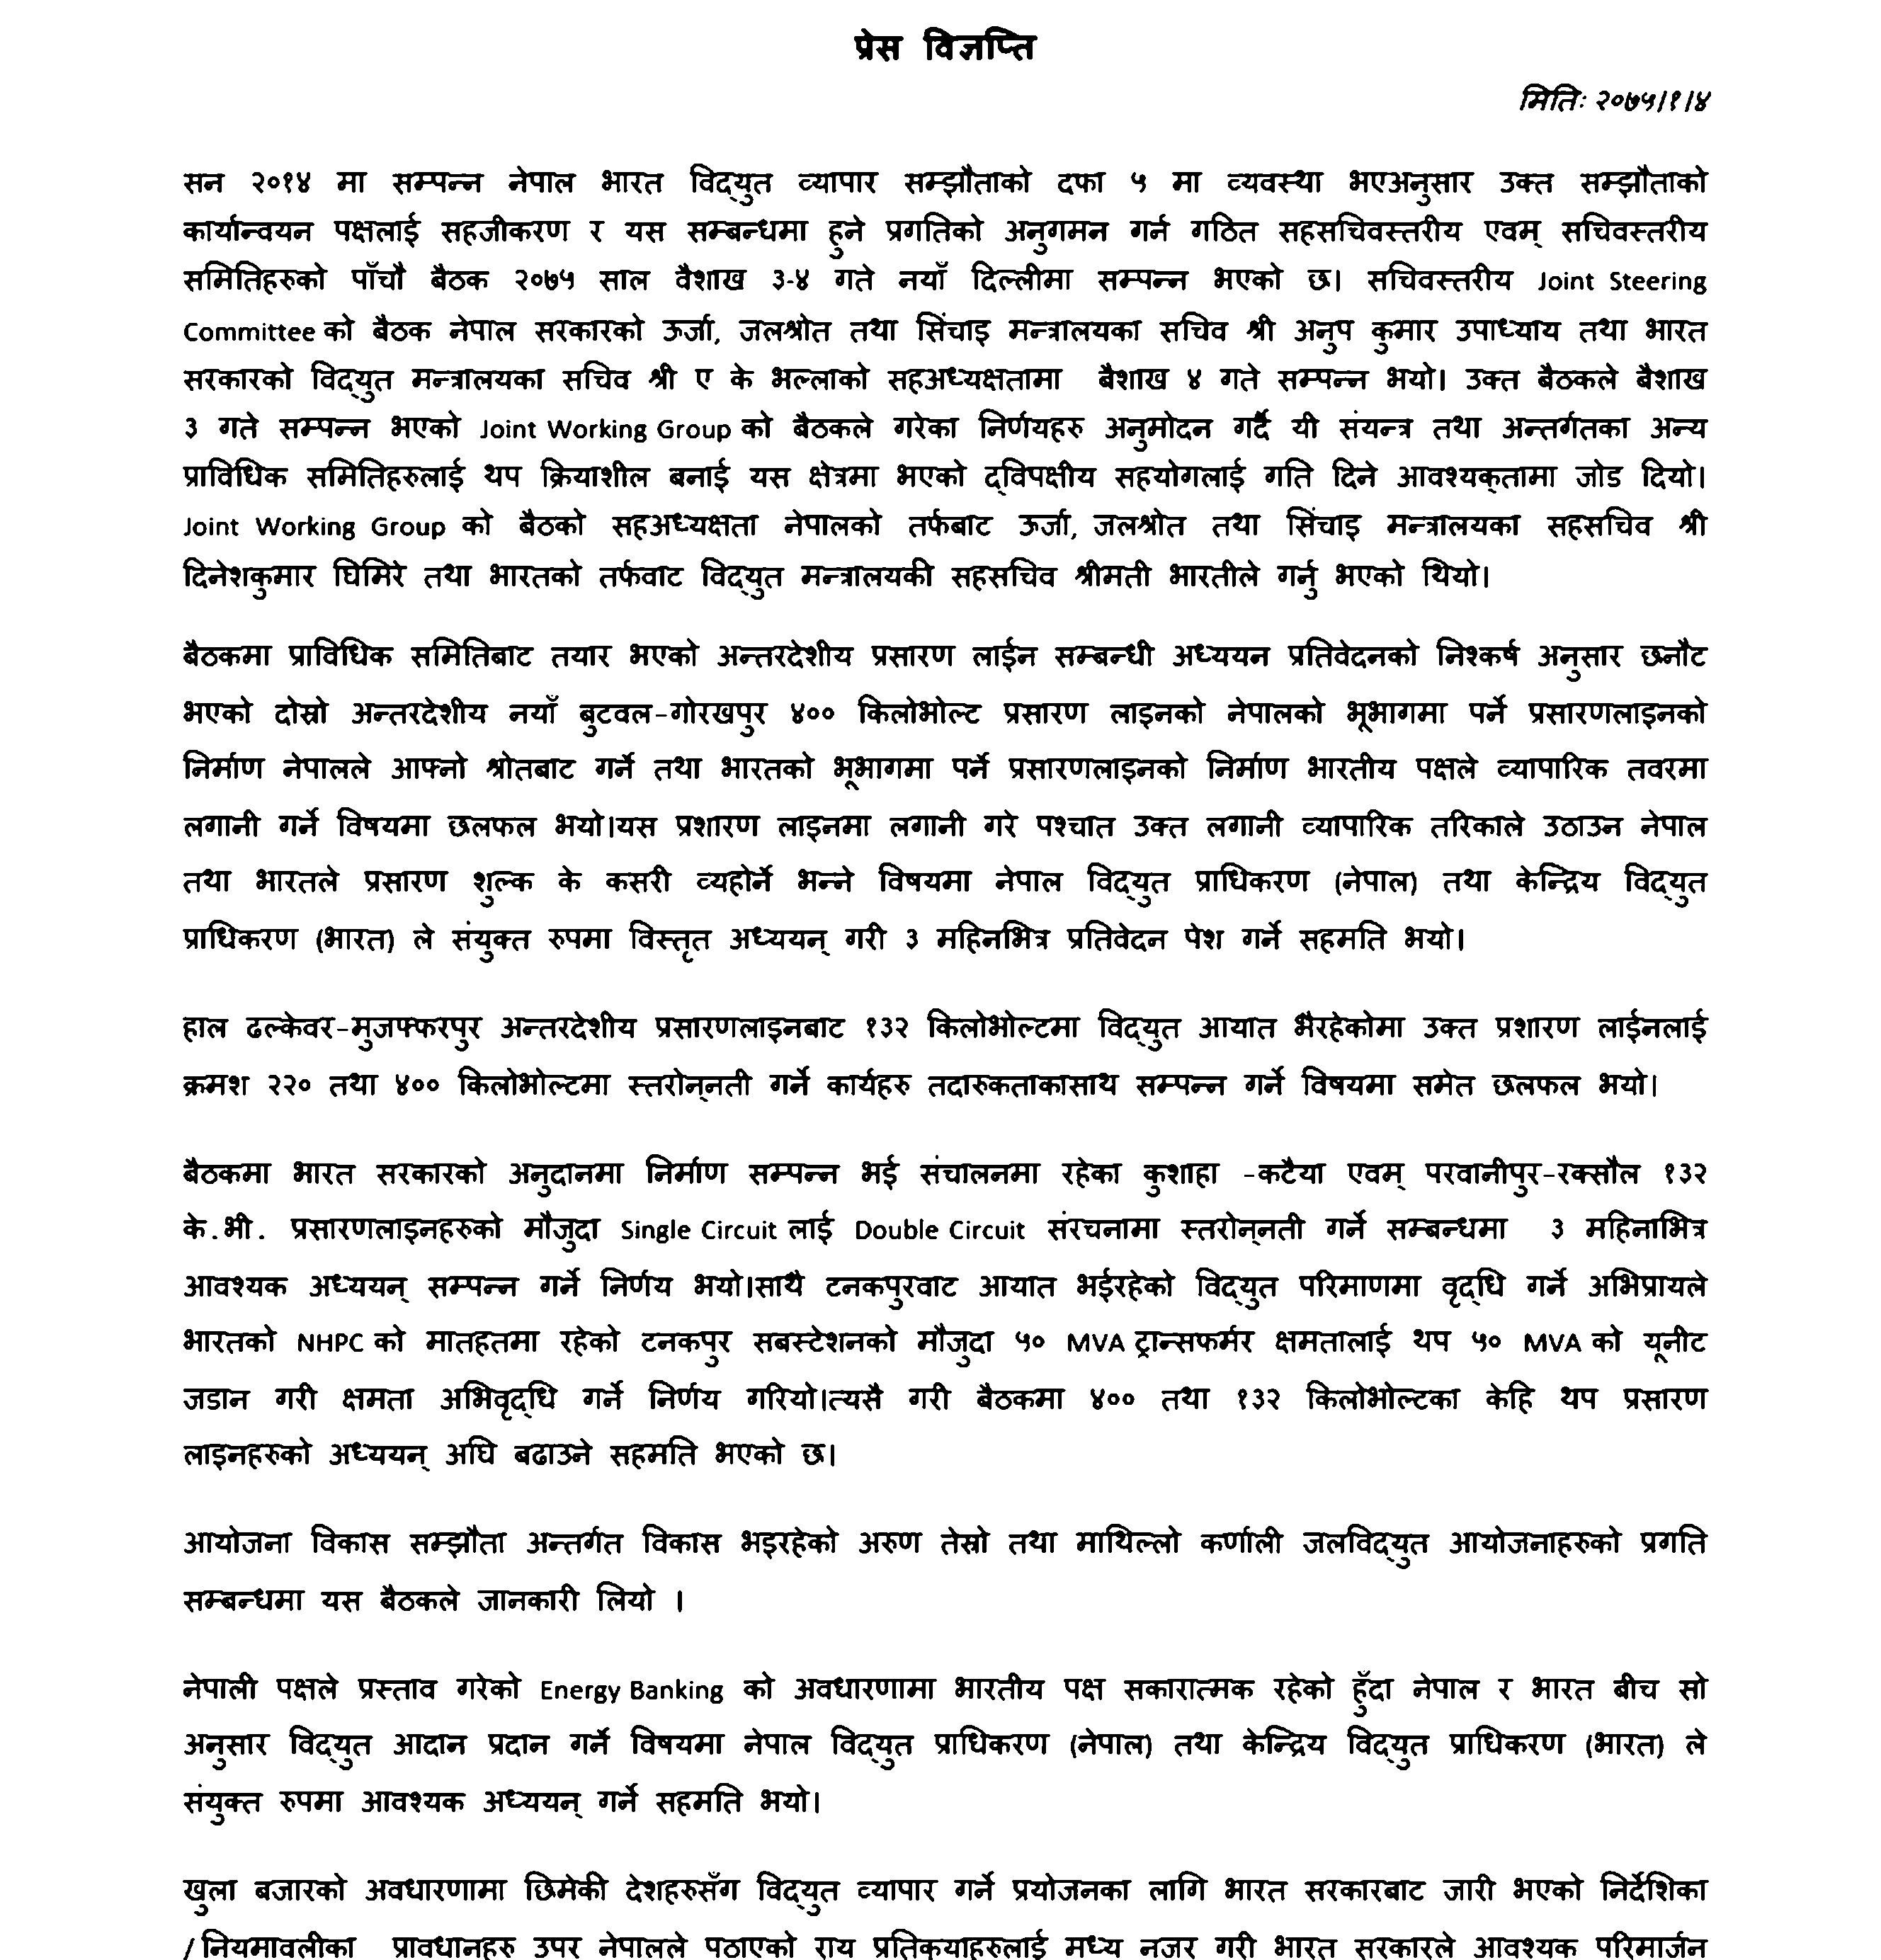 प्रेस विज्ञप्ति
मितिः २०७५।१।४
सन २०१४ मा सम्पन्न नेपाल भारत विद्‌युत व्यापार सम्झौताको दफा ५ मा व्यवस्था भएअनुसार उक्त सम्झौताको
कार्यान्वयन पक्षलाई सहजीकरण र यस सम्बन्धमा हुने प्रगतिको अनुगमन गर्न गठित सहसचिवस्तरीय एवम् सचिवस्तरीय
समितिहरुको पाँचौ बैठक २०७५ साल वैशाख ३-४ गते नयाँ दिल्लीमा सम्पन्न भएको छ। सचिवस्तरीय Joint Steering
Committee को बैठक नेपाल सरकारको ऊर्जा, जलश्रोत तथा सिंचाइ मन्त्रालयका सचिव श्री अनुप कुमार उपाध्याय तथा भारत
सरकारको विद्‌युत मन्त्रालयका सचिव श्री ए के भल्लाको सहअध्यक्षतामा बैशाख ४ गते सम्पन्न भयो। उक्त बैठकले बैशाख
३ गते सम्पन्न भएको Joint Working Group को बैठकले गरेका निर्णयहरु अनुमोदन गर्दै यी संयन्त्र तथा अन्तर्गतका अन्य
प्राविधिक समितिहरुलाई थप क्रियाशील बनाई यस क्षेत्रमा भएको द्‌विपक्षीय सहयोगलाई गति दिने आवश्यक्‌तामा जोड दियो।
Joint Working Group को बैठको सहअध्यक्षता नेपालको तर्फबाट ऊर्जा, जलश्रोत तथा सिंचाइ मन्त्रालयका सहसचिव श्री
दिनेशकुमार घिमिरे तथा भारतको तर्फवाट विद्‌युत मन्त्रालयकी सहसचिव श्रीमती भारतीले गर्नु भएको थियो।
बैठकमा प्राविधिक समितिबाट तयार भएको अन्तरदेशीय प्रसारण लाईन सम्बन्धी अध्ययन प्रतिवेदनको निश्कर्ष अनुसार छनौट
भएको दोस्रो अन्तरदेशीय नयाँ बुटवल-गोरखपुर ४०० किलोभोल्ट प्रसारण लाइनको नेपालको भूभागमा पर्ने प्रसारणलाइनको
निर्माण नेपालले आफ्नो श्रोतबाट गर्ने तथा भारतको भूभागमा पर्ने प्रसारणलाइनको निर्माण भारतीय पक्षले व्यापारिक तवरमा
लगानी गर्ने विषयमा छलफल भयो।यस प्रशारण लाइनमा लगानी गरे पश्चात उक्त लगानी व्यापारिक तरिकाले उठाउन नेपाल
तथा भारतले प्रसारण शुल्क के कसरी व्यहोर्ने भन्ने विषयमा नेपाल विद्‌युत प्राधिकरण (नेपाल) तथा केन्द्रिय विद्‌युत
प्राधिकरण (भारत) ले संयुक्त रुपमा विस्तृत अध्ययन् गरी ३ महिनभित्र प्रतिवेदन पेश गर्ने सहमति भयो।
हाल ढल्केवर-मुजफ्फरपुर अन्तरदेशीय प्रसारणलाइनबाट १३२ किलोभोल्टमा विद्‌युत आयात भैरहेकोमा उक्त प्रशारण लाईनलाई
क्रमश २२० तथा ४०० किलोभोल्टमा स्तरोन्‌नती गर्ने कार्यहरु तदारुकताकासाथ सम्पन्न गर्ने विषयमा समेत छलफल भयो।
बैठकमा भारत सरकारको अनुदानमा निर्माण सम्पन्न भई संचालनमा रहेका कुशाहा -कटैया एवम् परवानीपुर-रक्सौल १३२
के.भी. प्रसारणलाइनहरुको मौजुदा Single Circuit लाई Double Circuit संरचनामा स्तरोन्‌नती गर्ने सम्बन्धमा ३ महिनाभित्र
आवश्यक अध्ययन् सम्पन्न गर्ने निर्णय भयो।साथै टनकपुरवाट आयात भईरहेको विद्‌युत परिमाणमा वृद्‌धि गर्ने अभिप्रायले
भारतको NHPC को मातहतमा रहेको टनकपुर सबस्टेशनको मौजुदा ५० MVA ट्रान्सफर्मर क्षमतालाई थप ५० MVA को यूनीट
जडान गरी क्षमता अभिवृद्‌धि गर्ने निर्णय गरियो।त्यसै गरी बैठकमा ४०० तथा १३२ किलोभोल्टका केहि थप प्रसारण
लाइनहरुको अध्ययन् अघि बढाउने सहमति भएको छ।
आयोजना विकास सम्झौता अन्तर्गत विकास भइरहेको अरुण तेस्रो तथा माथिल्लो कर्णाली जलविद्‌युत आयोजनाहरुको प्रगति
सम्बन्धमा यस बैठकले जानकारी लियो ।
नेपाली पक्षले प्रस्ताव गरेको Energy Banking को अवधारणामा भारतीय पक्ष सकारात्मक रहेको हुँदा नेपाल र भारत बीच सो
अनुसार विद्‌युत आदान प्रदान गर्ने विषयमा नेपाल विद्‌युत प्राधिकरण (नेपाल) तथा केन्द्रिय विद्‌युत प्राधिकरण (भारत) ले
संयुक्त रुपमा आवश्यक अध्ययन् गर्ने सहमति भयो।
खुला बजारको अवधारणामा छिमेकी देशहरुसँग विद्‌युत व्यापार गर्ने प्रयोजनका लागि भारत सरकारबाट जारी भएको निर्देशिका
/नियमावलीका प्रावधानहरु उपर नेपालले पठाएको राय प्रतिक्‌याहरुलाई मध्य नजर गरी भारत सरकारले आवश्यक परिमार्जन